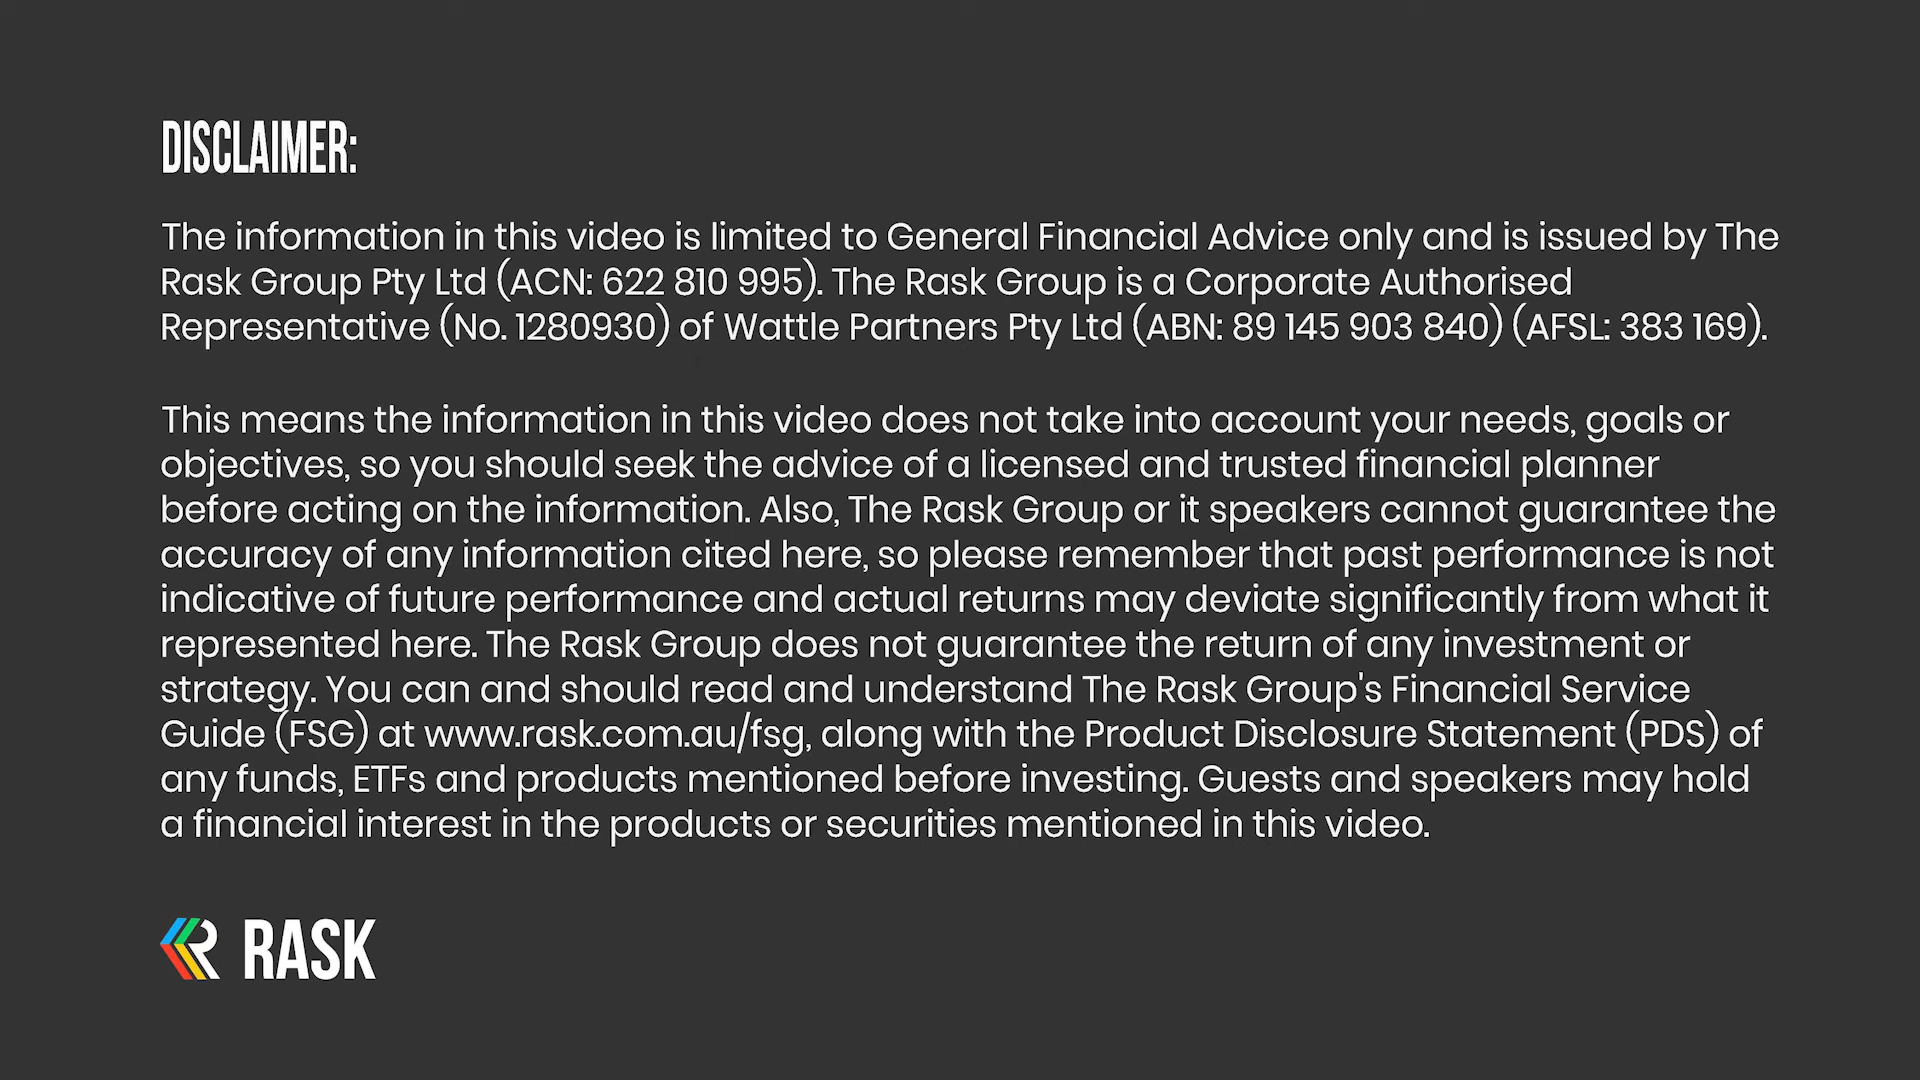 DISCLAIMER:
The information in this video is limited to General Financial Advice only and is issued by The
Rask Group Pty Ltd (ACN: 622 810 995). The Rask Group is a Corporate Authorised
Representative (No. 1280930) of Wattle Partners Pty Ltd (ABN: 89 145 903 840) (AFSL: 383 169).
This means the information in this video does not take into account your needs, goals or
objectives, so you should seek the advice of a licensed and trusted financial planner
before acting on the information. Also, The Rask Group or it speakers cannot guarantee the
accuracy of any information cited here, so please remember that past performance is not
indicative of future performance and actual returns may deviate significantly from what it
represented here. The Rask Group does not guarantee the return of any investment or
strategy. You can and should read and understand The Rask Group's Financial Service
Guide (FSG) at www.rask.com.au/fsg, along with the Product Disclosure Statement (PDS) of
any funds, ETFs and products mentioned before investing. Guests and speakers may hold
a financial interest in the products or securities mentioned in this video.
RASK